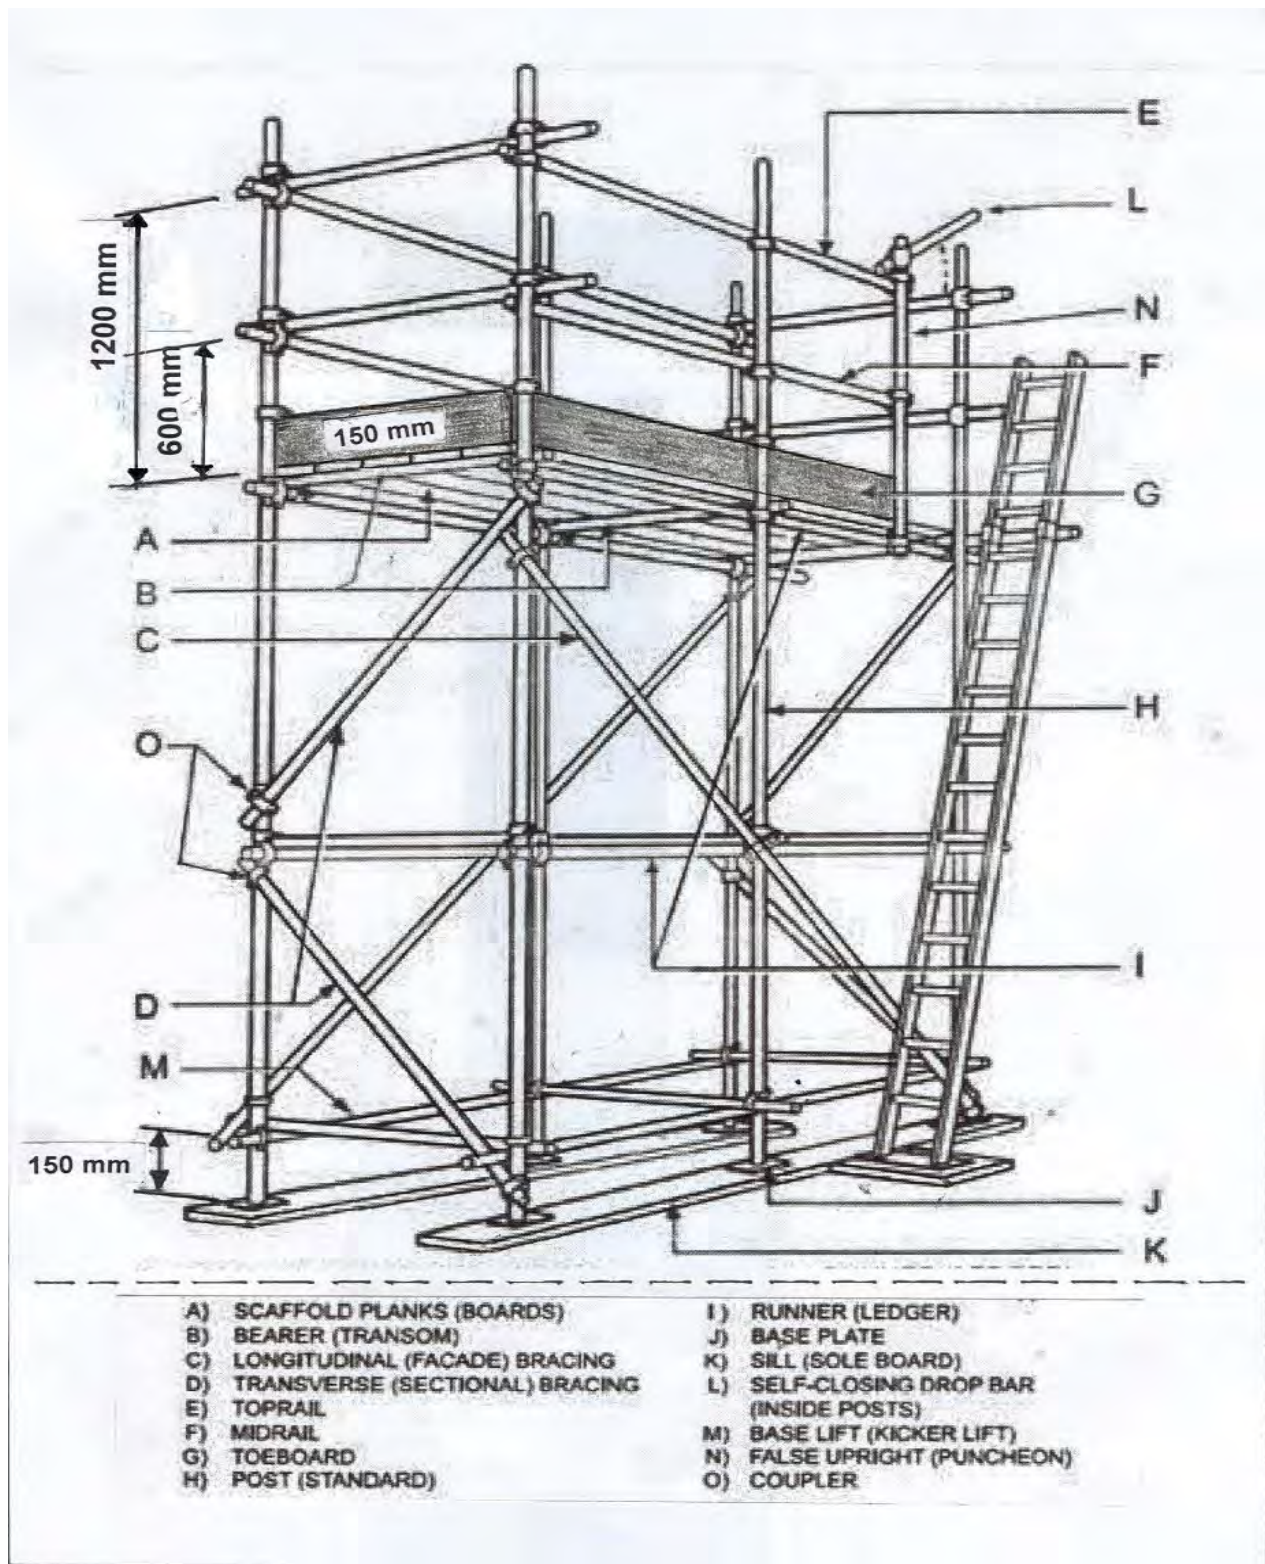 E
L
1200 mm
N
600 mm
F
150 mm
G
A
B
C
H
O
I
D
M
150 mm
J
K
A) SCAFFOLD PLANKS (BOARDS)
B) BEARER (TRANSOM)
C) LONGITUDINAL (FACADE) BRACING
D) TRANSVERSE (SECTIONAL) BRACING
E) TOPRAIL
F) MIDRAIL
G) TOEBOARD
H) POST (STANDARD)
I) RUNNER (LEDGER)
J) BASE PLATE
K) SILL (SOLE BOARD)
L) SELF-CLOSING DROP BAR
(INSIDE POSTS)
M) BASE LIFT (KICKER LIFT)
N) FALSE UPRIGHT (PUNCHEON)
O) COUPLER